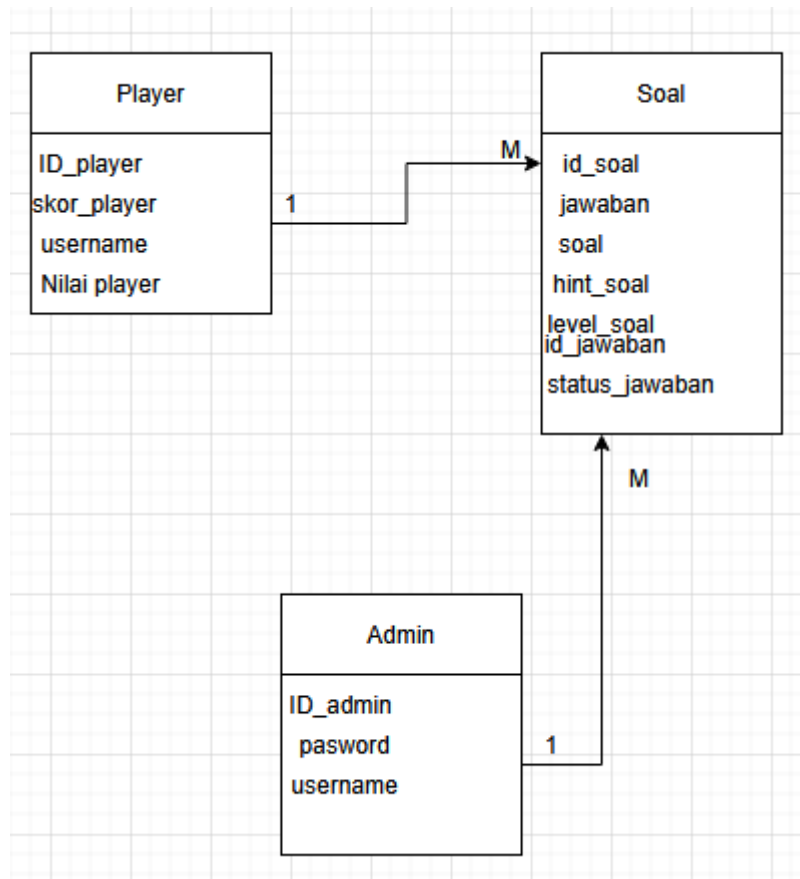 Player
ID_player
skor_player
username
Nilai player
1
M
Soal
id_soal
jawaban
soal
hint_soal
level_soal
id_jawaban
status_jawaban
M
Admin
ID_admin
pasword
username
1